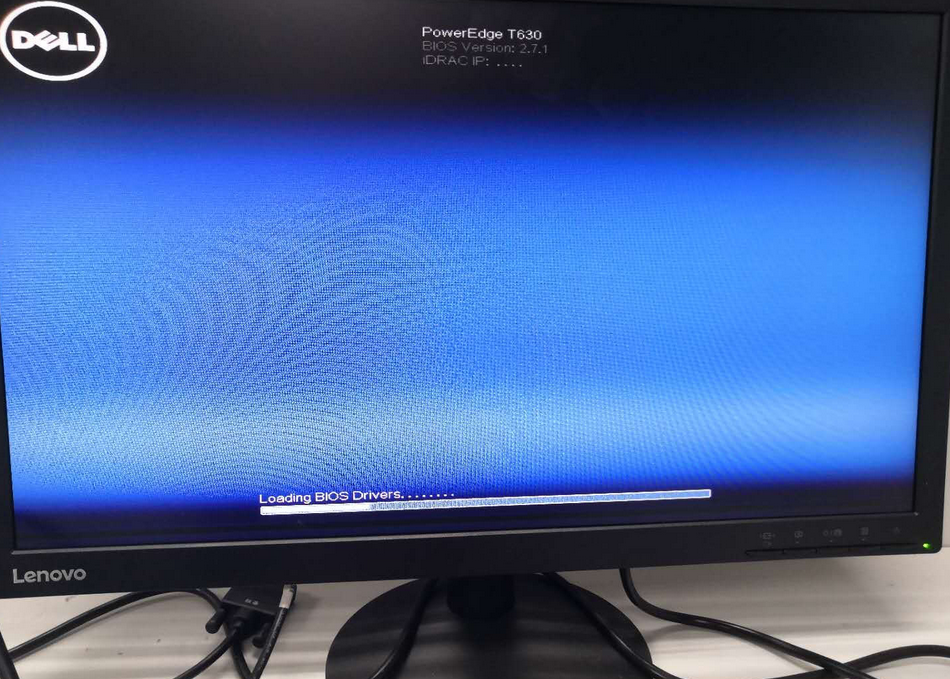 DELL
PowerEdge T630
BIOS Version: 2.7.1
iDRAC IP: ....
Loading BIOS Drivers........
Lenovo